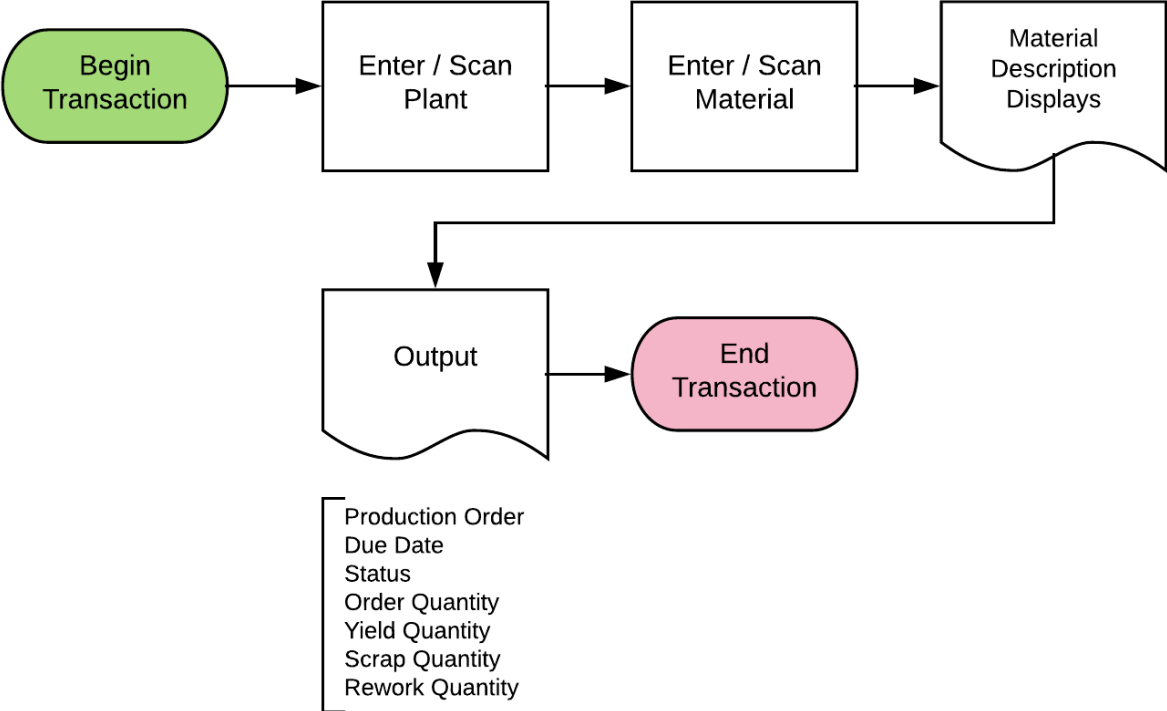 Begin
Transaction
Enter / Scan
Plant
Enter / Scan
Material
Material
Description
Displays
Output
End
Transaction
Production Order
Due Date
Status
Order Quantity
Yield Quantity
Scrap Quantity
Rework Quantity